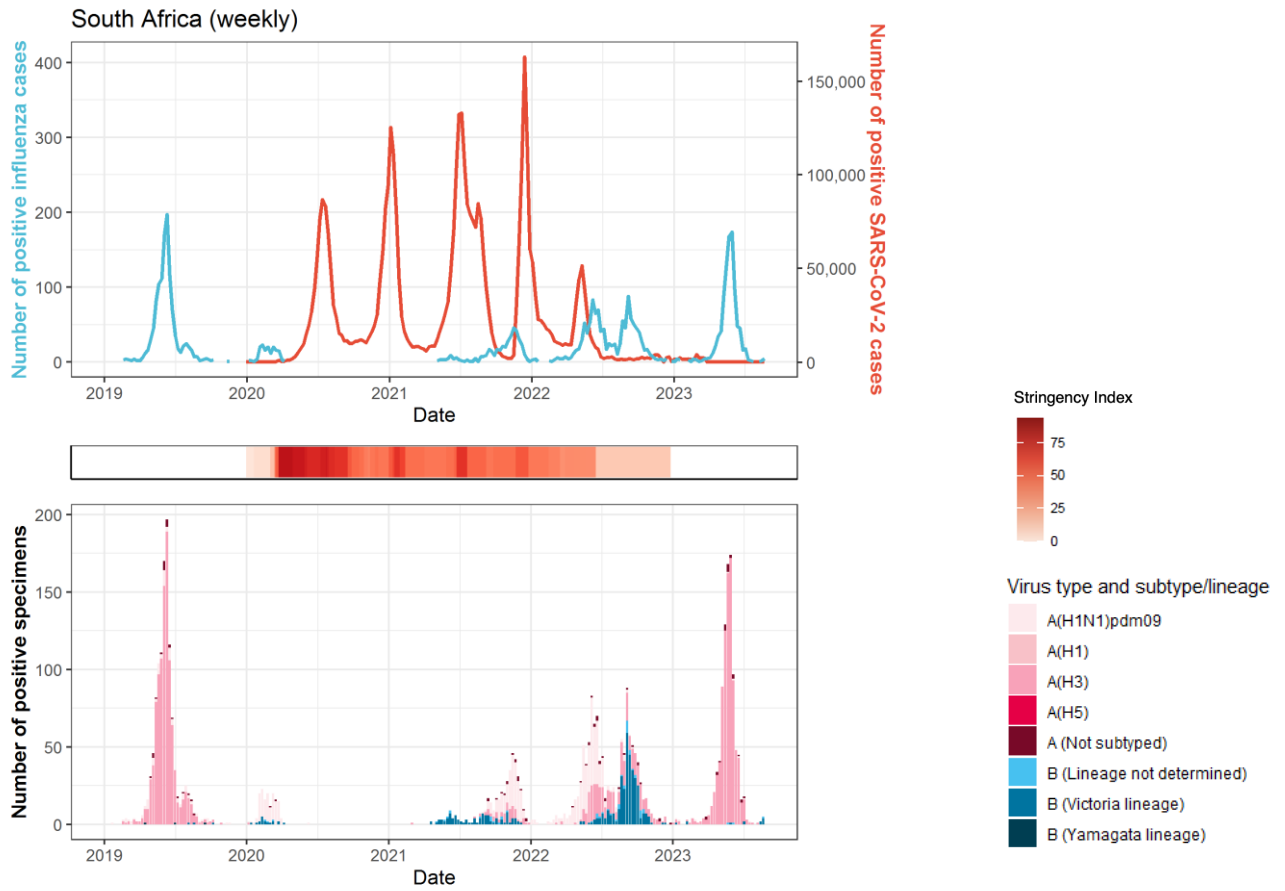 South Africa (weekly)
Number of positive influenza cases
400
300
200
100
0
150,000
100,000
50,000
0
Number of positive SARS-CoV-2 cases
2019 2020 2021 2022 2023
Date
Stringency Index
75
50
25
0
Number of positive specimens
200
150
100
50
0
2019 2020 2021 2022 2023
Date
Virus type and subtype/lineage
A(H1N1)pdm09
A(H1)
A(H3)
A(H5)
A (Not subtyped)
B (Lineage not determined)
B (Victoria lineage)
B (Yamagata lineage)